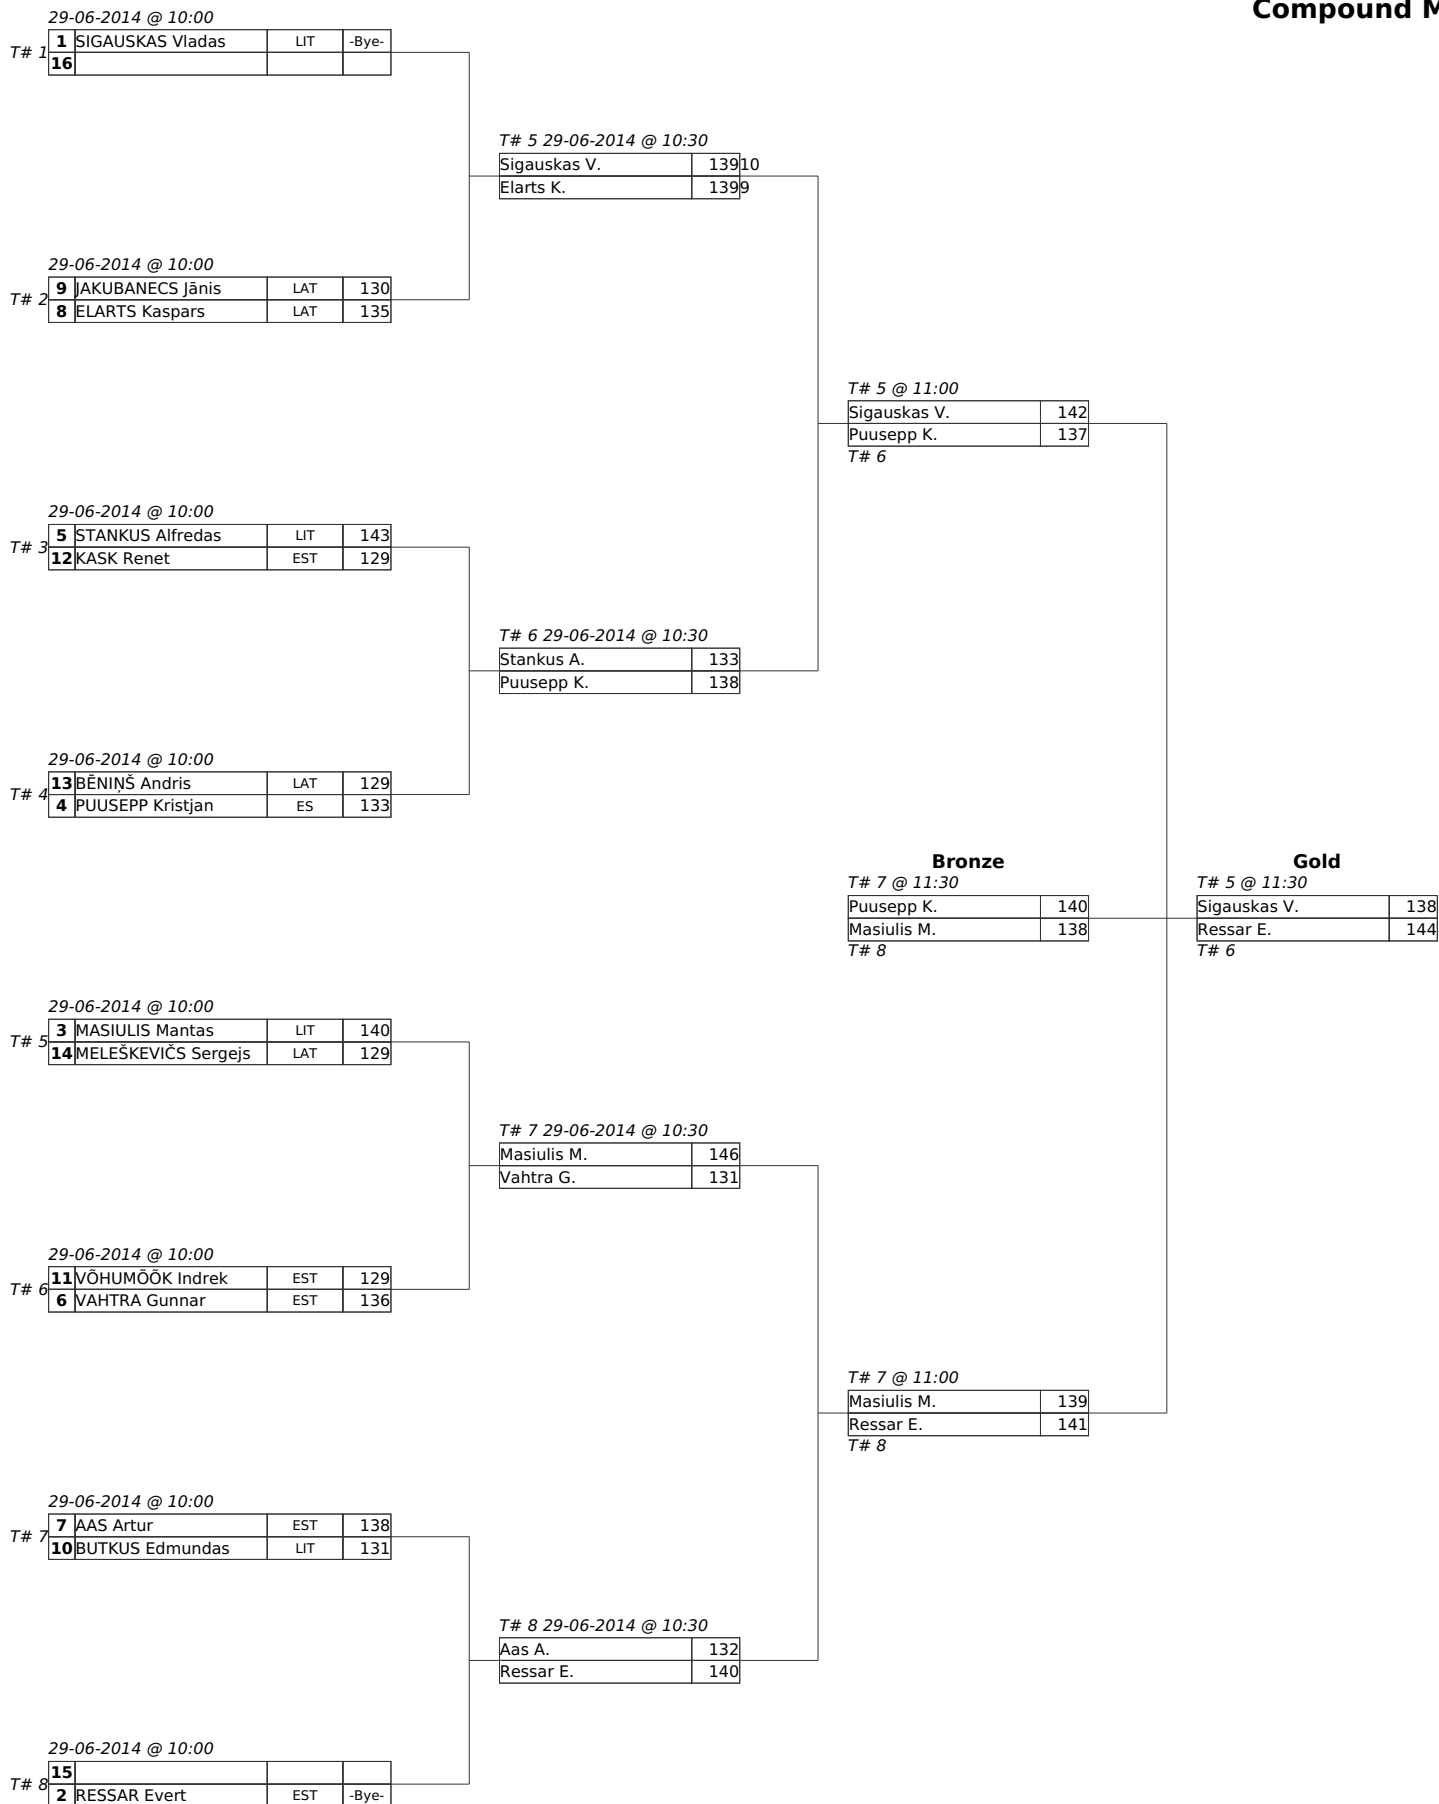 Compound M
29-06-2014 @ 10:00
T# 1
1 SIGAUSKAS Vladas LIT -Bye-
16
T# 5 29-06-2014 @ 10:30
Sigauskas V. 139 10
Elarts K. 139 9
29-06-2014 @ 10:00
T# 2
9 JAKUBANECS Jānis LAT 130
8 ELARTS Kaspars LAT 135
T# 5 @ 11:00
Sigauskas V. 142
Puusepp K. 137
T# 6
29-06-2014 @ 10:00
T# 3
5 STANKUS Alfredas LIT 143
12 KASK Renet EST 129
T# 6 29-06-2014 @ 10:30
Stankus A. 133
Puusepp K. 138
29-06-2014 @ 10:00
T# 4
13 BĒNIŅŠ Andris LAT 129
4 PUUSEPP Kristjan ES 133
Bronze
T# 7 @ 11:30
Puusepp K. 140
Masiulis M. 138
T# 8
Gold
T# 5 @ 11:30
Sigauskas V. 138
Ressar E. 144
T# 6
29-06-2014 @ 10:00
T# 5
3 MASIULIS Mantas LIT 140
14 MELEŠKEVIČS Sergejs LAT 129
T# 7 29-06-2014 @ 10:30
Masiulis M. 146
Vahtra G. 131
29-06-2014 @ 10:00
T# 6
11 VÕHUMÕÕK Indrek EST 129
6 VAHTRA Gunnar EST 136
T# 7 @ 11:00
Masiulis M. 139
Ressar E. 141
T# 8
29-06-2014 @ 10:00
T# 7
7 AAS Artur EST 138
10 BUTKUS Edmundas LIT 131
T# 8 29-06-2014 @ 10:30
Aas A. 132
Ressar E. 140
29-06-2014 @ 10:00
T# 8
15
2 RESSAR Evert EST -Bye-